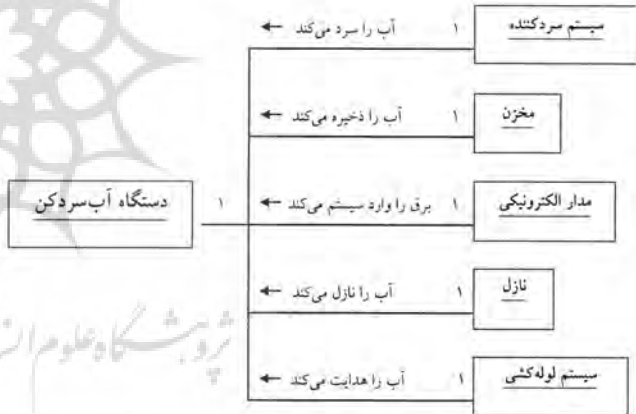 سیستم سردکننده
۱ آب را سرد می‌کند ←
مخزن
۱ آب را ذخیره می‌کند ←
مدار الکترونیکی
۱ برق را وارد سیستم می‌کند ←
۱ دستگاه آب‌سردکن
نازل
۱ آب را نازل می‌کند ←
سیستم لوله‌کشی
۱ آب را هدایت می‌کند ←